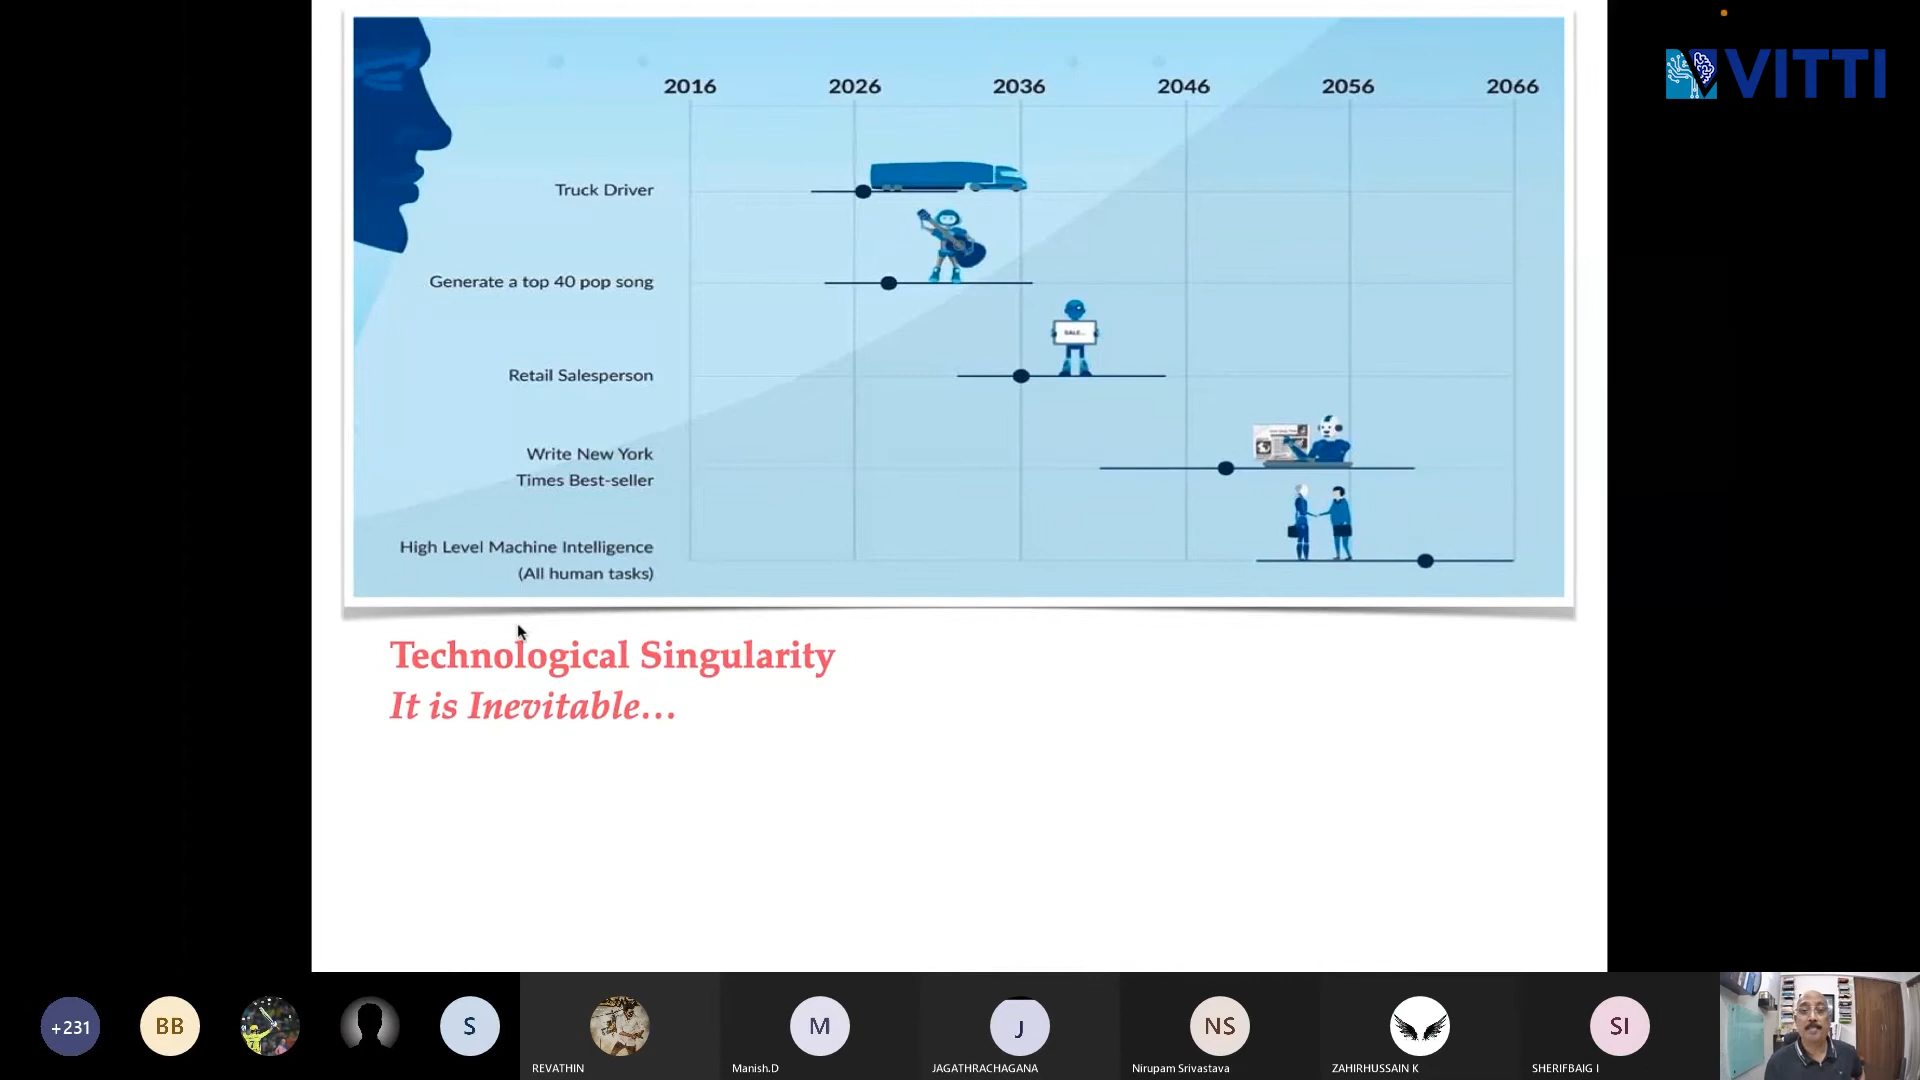 VITTI
2016 2026 2036 2046 2056 2066
Truck Driver
Generate a top 40 pop song
Retail Salesperson
SALE...
Write New York
Times Best-seller
High Level Machine Intelligence
(All human tasks)
Technological Singularity
It is Inevitable...
+231
BB
S
M
J
NS
SI
REVATHIN
Manish.D
JAGATHRACHAGANA
Nirupam Srivastava
ZAHIRHUSSAIN K
SHERIFBAIG I